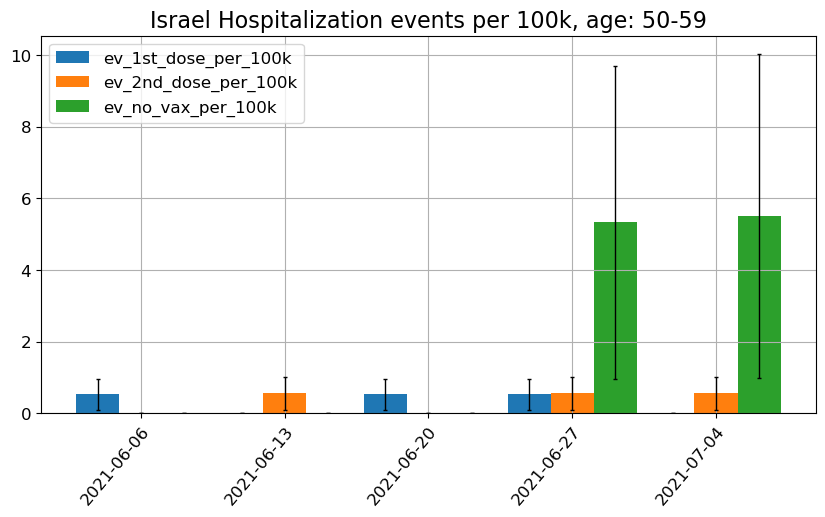 Israel Hospitalization events per 100k, age: 50-59
ev_1st_dose_per_100k
ev_2nd_dose_per_100k
ev_no_vax_per_100k
10
8
6
4
2
0
2021-06-06
2021-06-13
2021-06-20
2021-06-27
2021-07-04